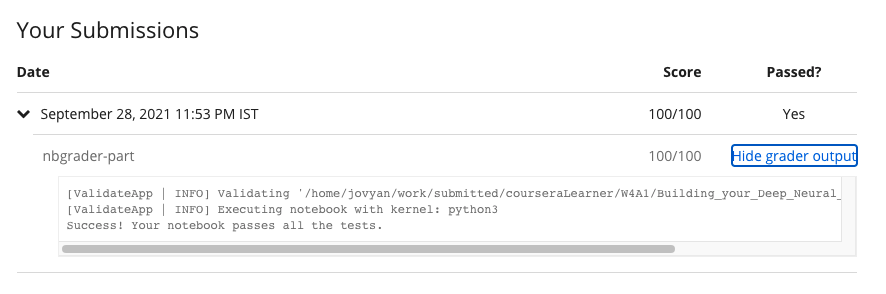 Your Submissions
Date Score Passed?
September 28, 2021 11:53 PM IST 100/100 Yes
nbgrader-part 100/100 Hide grader output
[ValidateApp | INFO] Validating '/home/jovyan/work/submitted/courseraLearner/W4A1/Building_your_Deep_Neural_
[ValidateApp | INFO] Executing notebook with kernel: python3
Success! Your notebook passes all the tests.